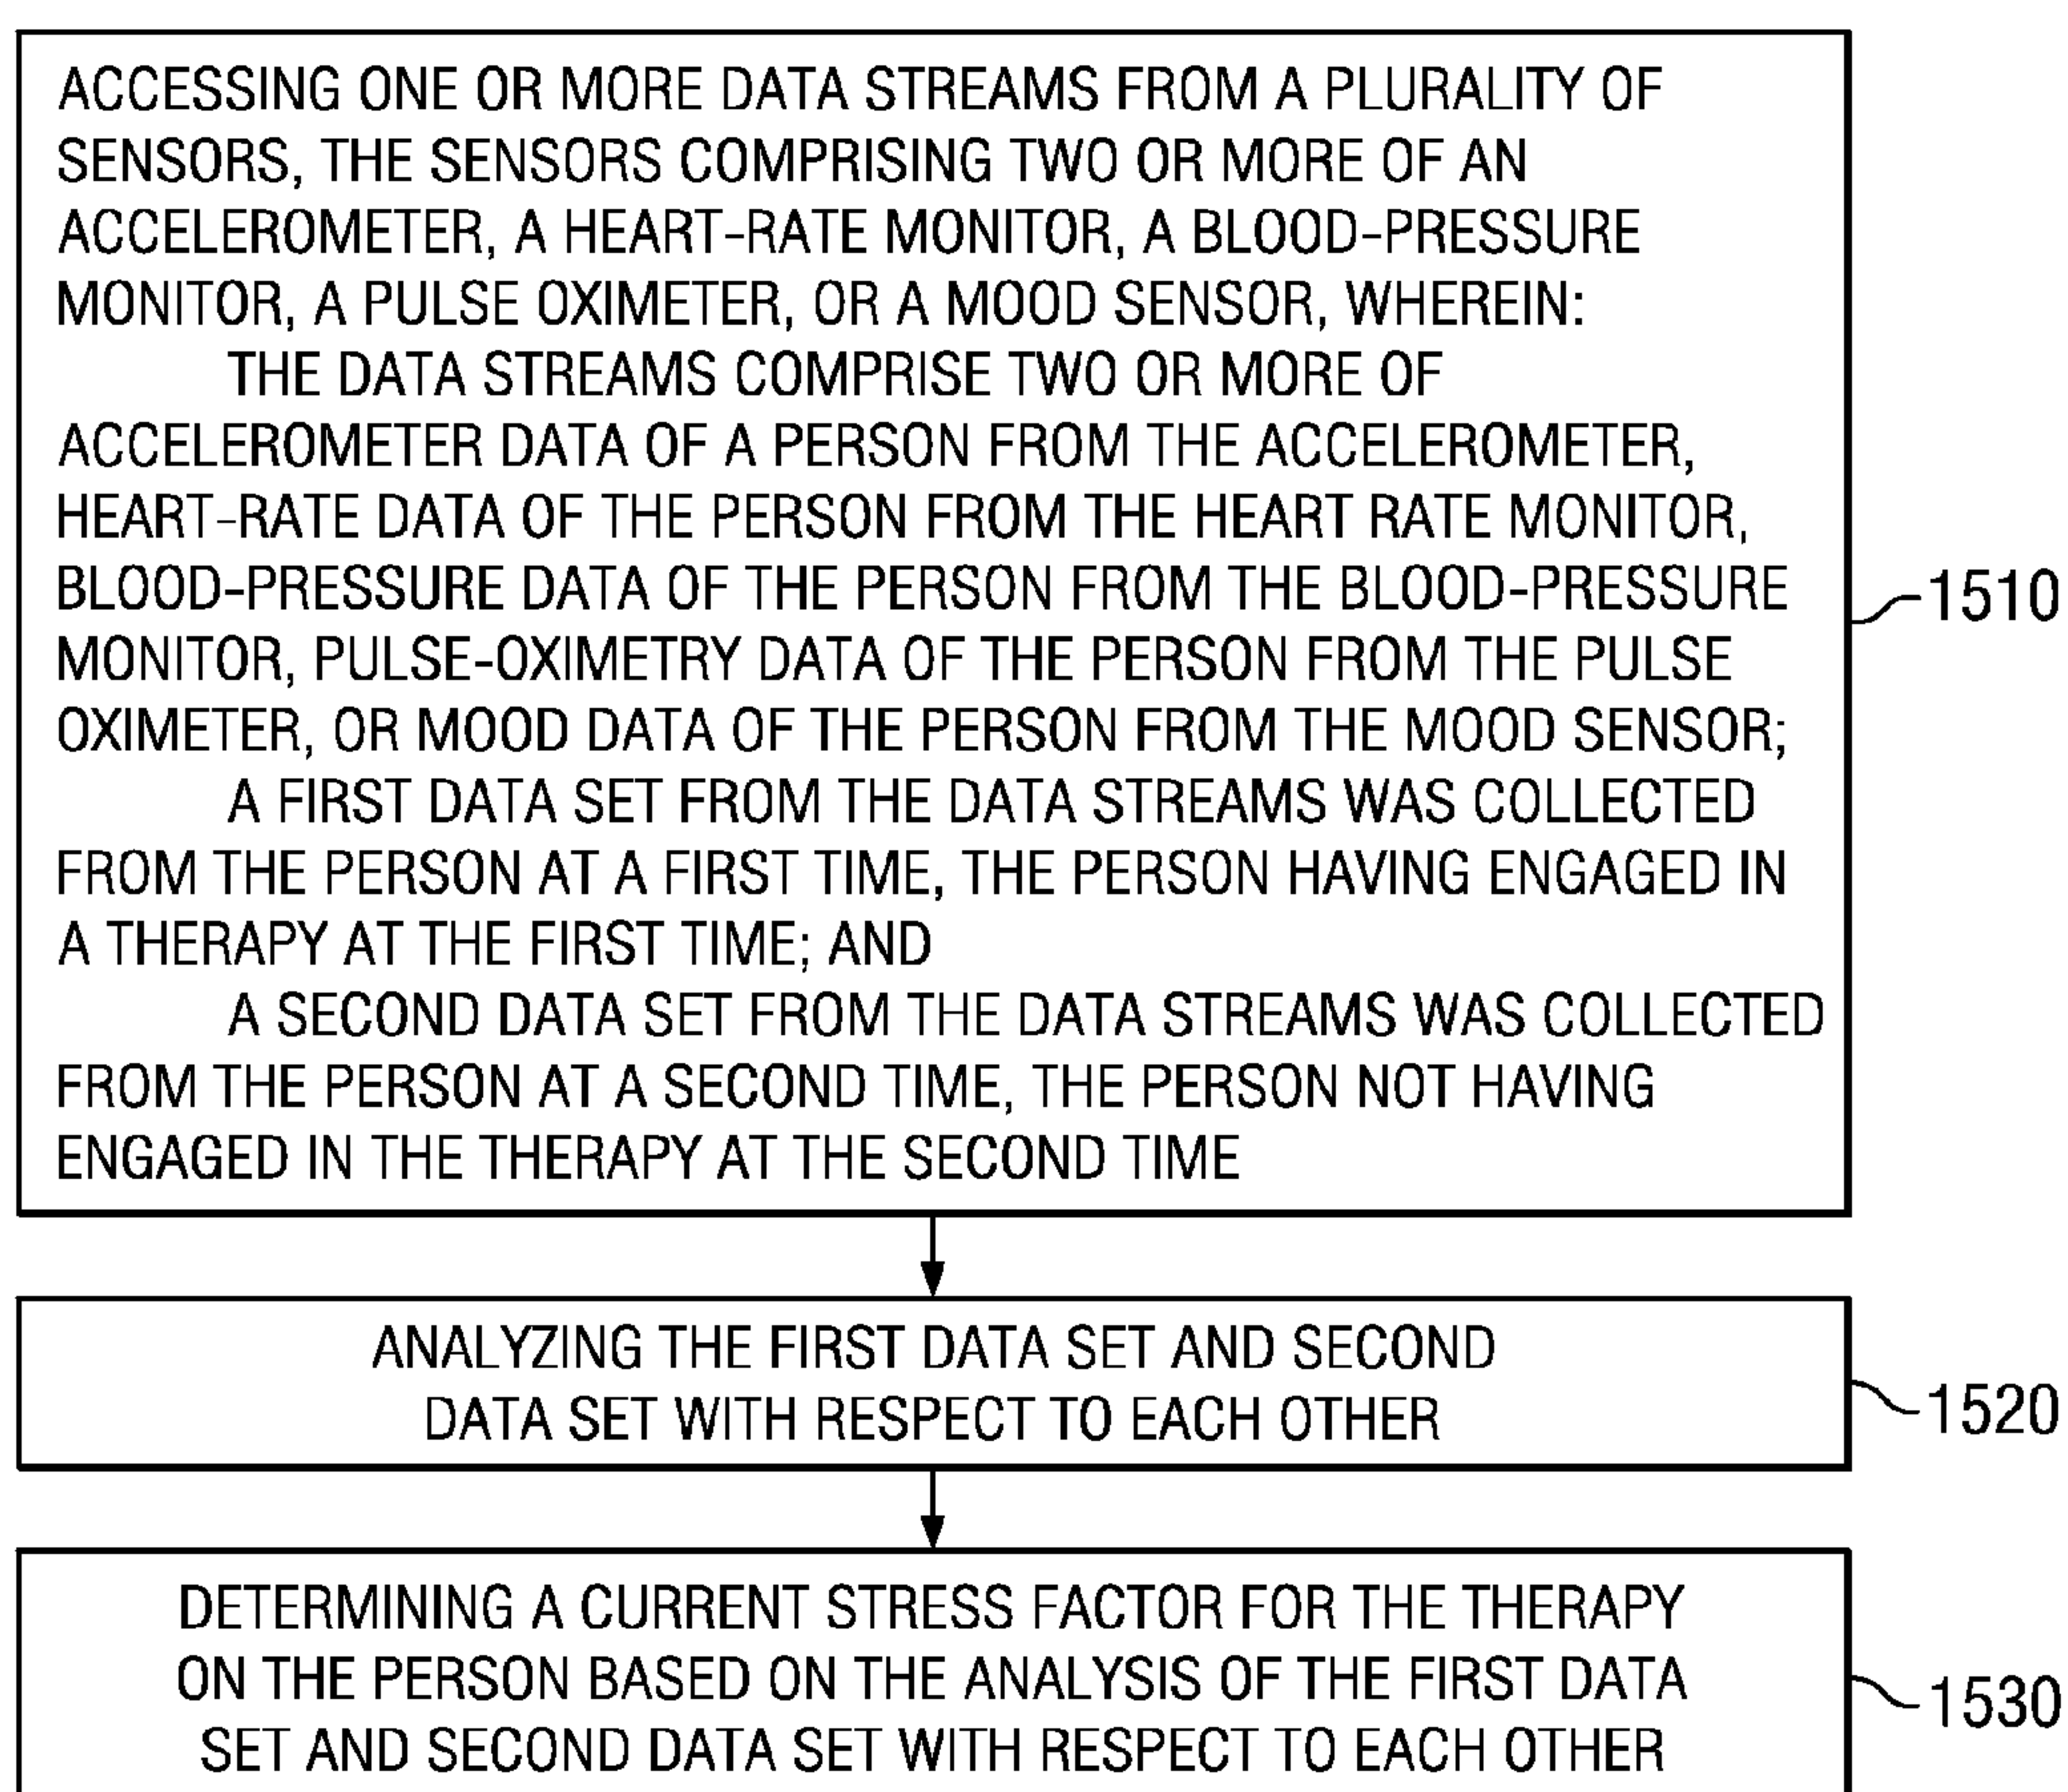 ACCESSING ONE OR MORE DATA STREAMS FROM A PLURALITY OF
SENSORS, THE SENSORS COMPRISING TWO OR MORE OF AN
ACCELEROMETER, A HEART-RATE MONITOR, A BLOOD-PRESSURE
MONITOR, A PULSE OXIMETER, OR A MOOD SENSOR, WHEREIN:
THE DATA STREAMS COMPRISE TWO OR MORE OF
ACCELEROMETER DATA OF A PERSON FROM THE ACCELEROMETER,
HEART-RATE DATA OF THE PERSON FROM THE HEART RATE MONITOR,
BLOOD-PRESSURE DATA OF THE PERSON FROM THE BLOOD-PRESSURE
MONITOR, PULSE-OXIMETRY DATA OF THE PERSON FROM THE PULSE
OXIMETER, OR MOOD DATA OF THE PERSON FROM THE MOOD SENSOR;
A FIRST DATA SET FROM THE DATA STREAMS WAS COLLECTED
FROM THE PERSON AT A FIRST TIME, THE PERSON HAVING ENGAGED IN
A THERAPY AT THE FIRST TIME; AND
A SECOND DATA SET FROM THE DATA STREAMS WAS COLLECTED
FROM THE PERSON AT A SECOND TIME, THE PERSON NOT HAVING
ENGAGED IN THE THERAPY AT THE SECOND TIME
1510
ANALYZING THE FIRST DATA SET AND SECOND
DATA SET WITH RESPECT TO EACH OTHER
1520
DETERMINING A CURRENT STRESS FACTOR FOR THE THERAPY
ON THE PERSON BASED ON THE ANALYSIS OF THE FIRST DATA
SET AND SECOND DATA SET WITH RESPECT TO EACH OTHER
1530